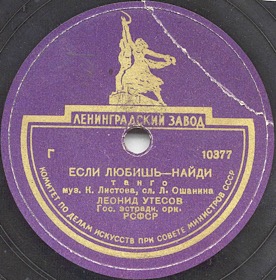 ЛЕНИНГРАДСКИЙ ЗАВОД
Г 10377
ЕСЛИ ЛЮБИШЬ—НАЙДИ
танго
муз. К. Листова, сл. Л. Ошанина
ЛЕОНИД УТЕСОВ
Гос. эстрадн. орк.
РСФСР
КОМИТЕТ ПО ДЕЛАМ ИСКУССТВ ПРИ СОВЕТЕ МИНИСТРОВ СССР